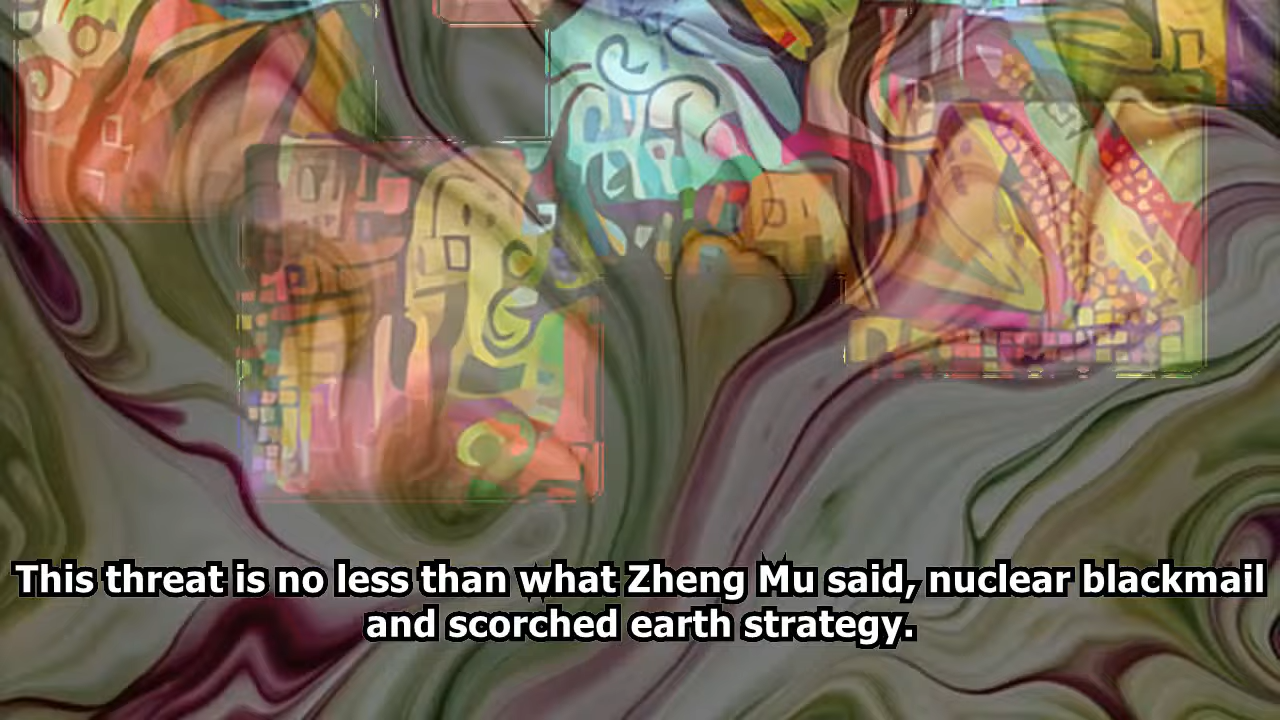 This threat is no less than what Zheng Mu said, nuclear blackmail
and scorched earth strategy.